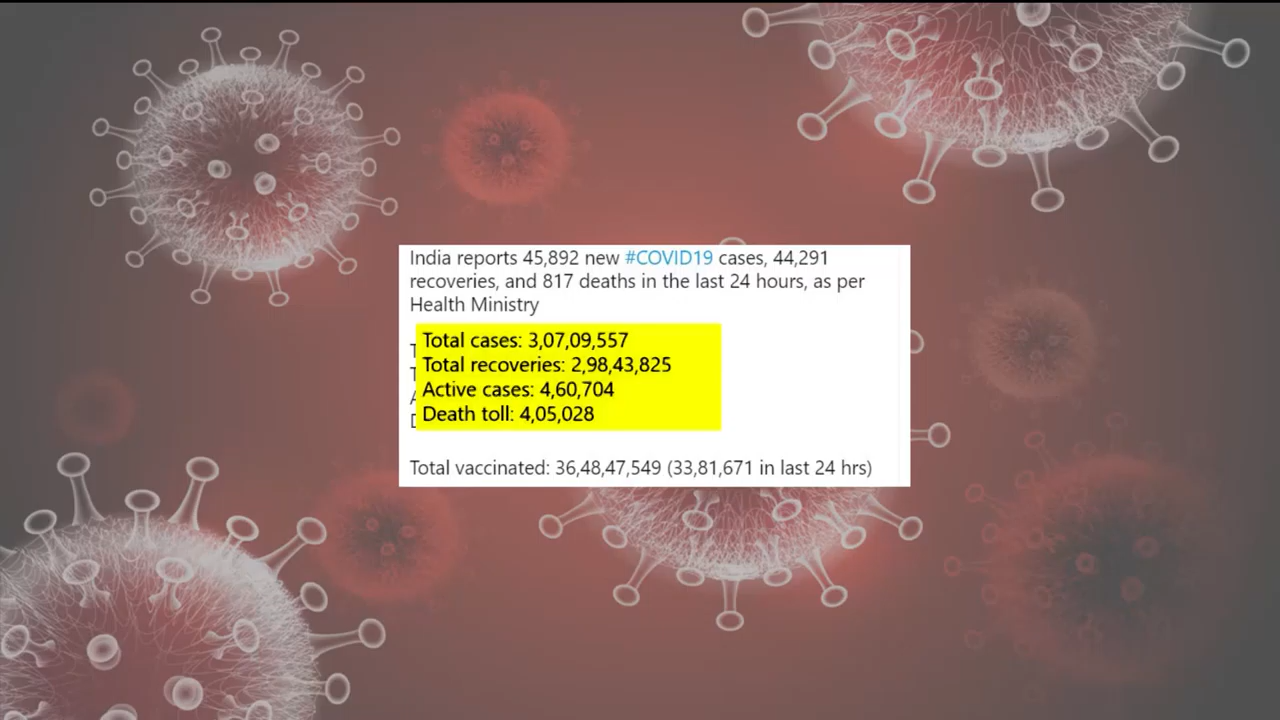 India reports 45,892 new #COVID19 cases, 44,291
recoveries, and 817 deaths in the last 24 hours, as per
Health Ministry
Total cases: 3,07,09,557
Total recoveries: 2,98,43,825
Active cases: 4,60,704
Death toll: 4,05,028
Total vaccinated: 36,48,47,549 (33,81,671 in last 24 hrs)